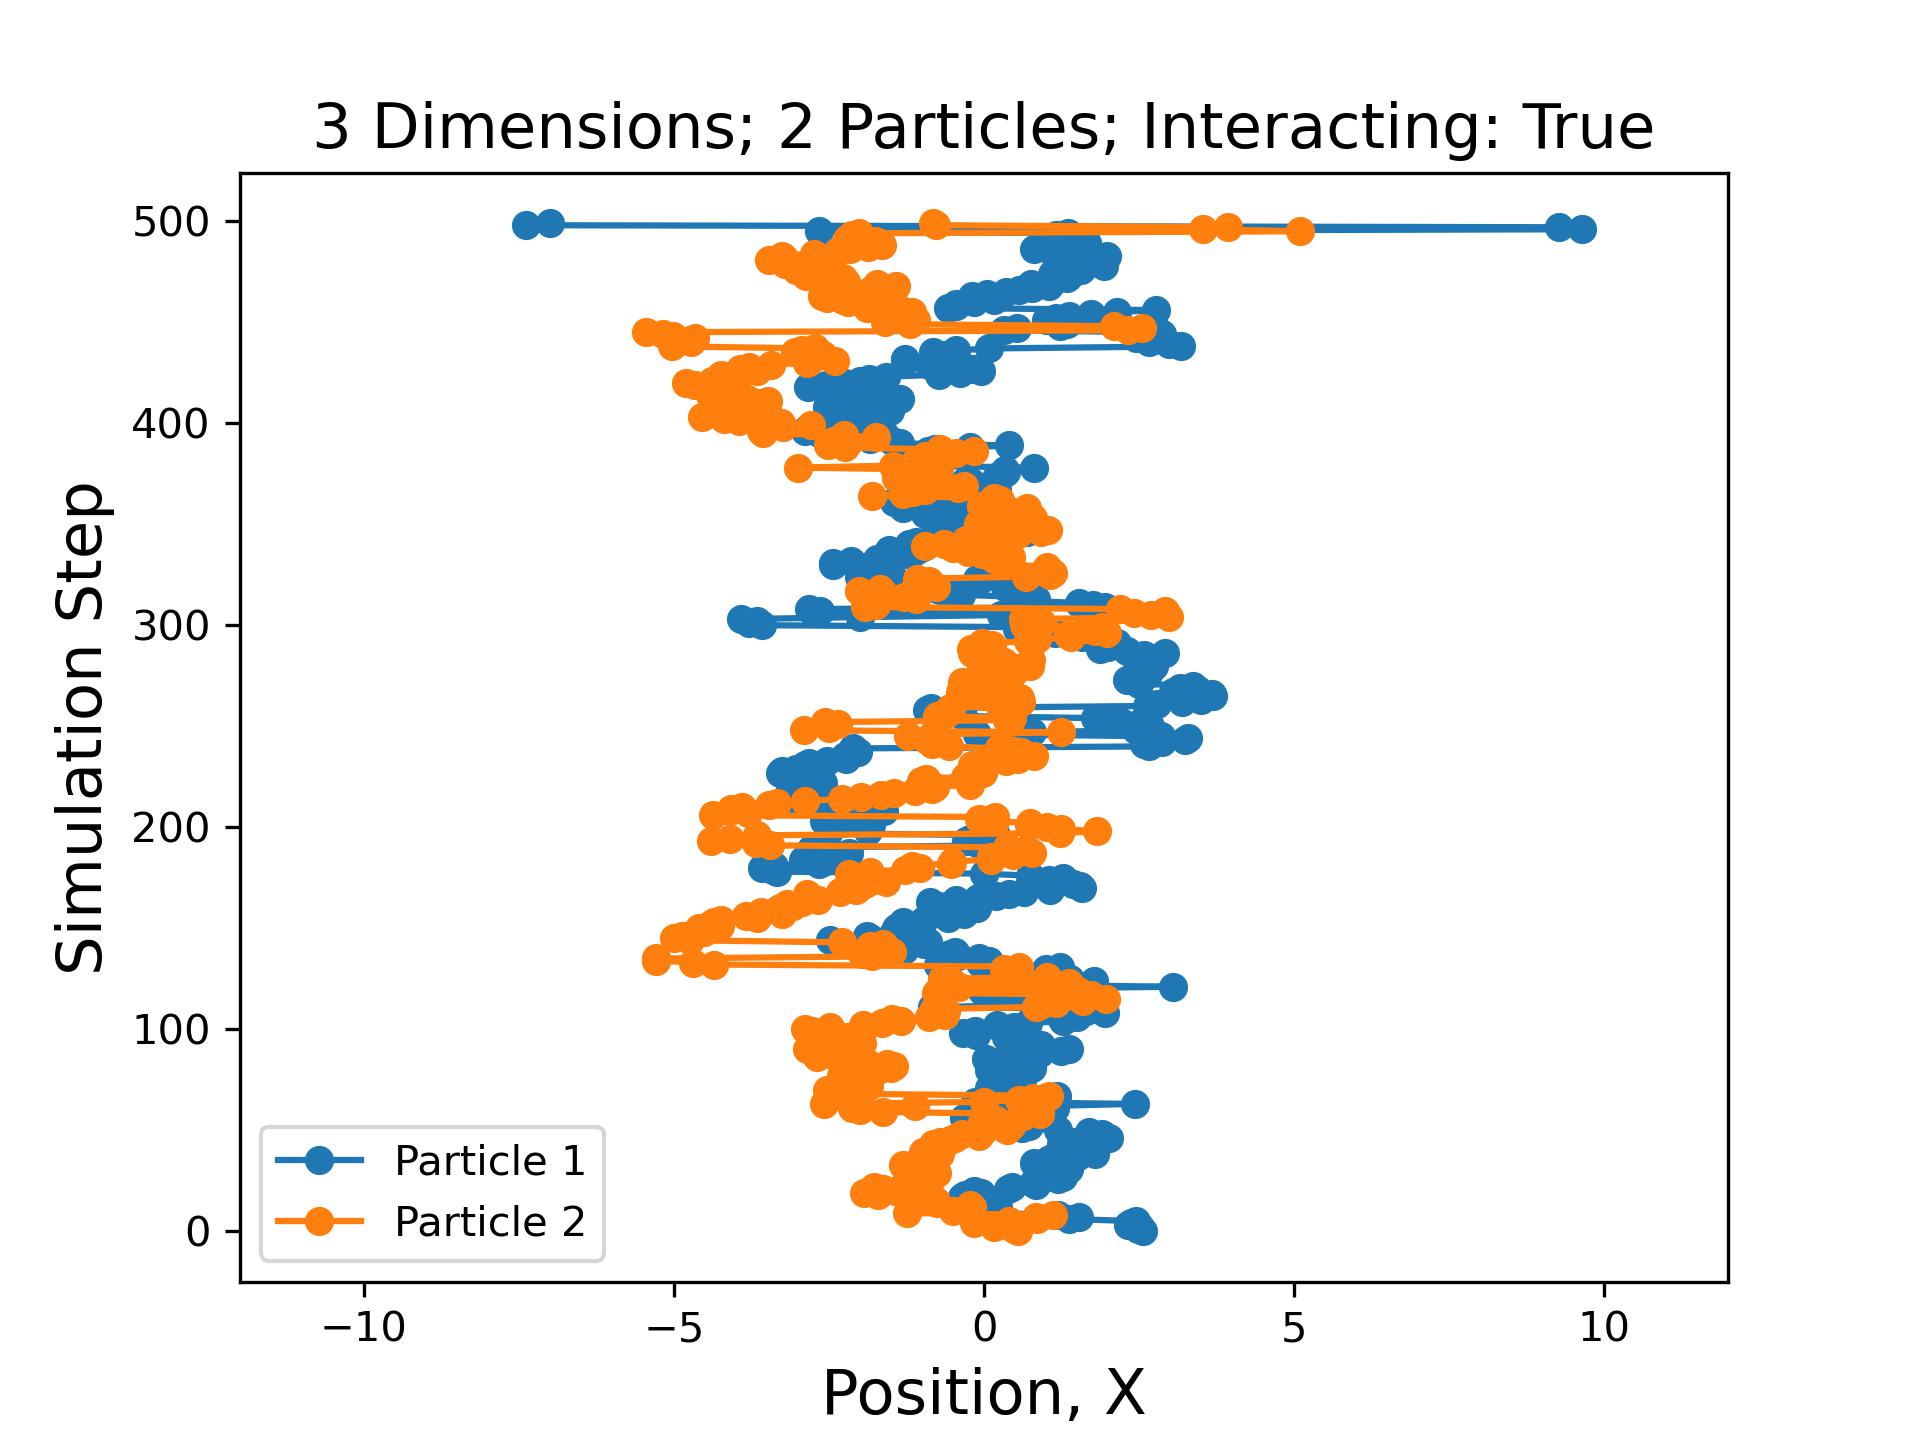 3 Dimensions; 2 Particles; Interacting: True
Simulation Step
500
400
300
200
100
0
Particle 1
Particle 2
−10
−5
0
5
10
Position, X